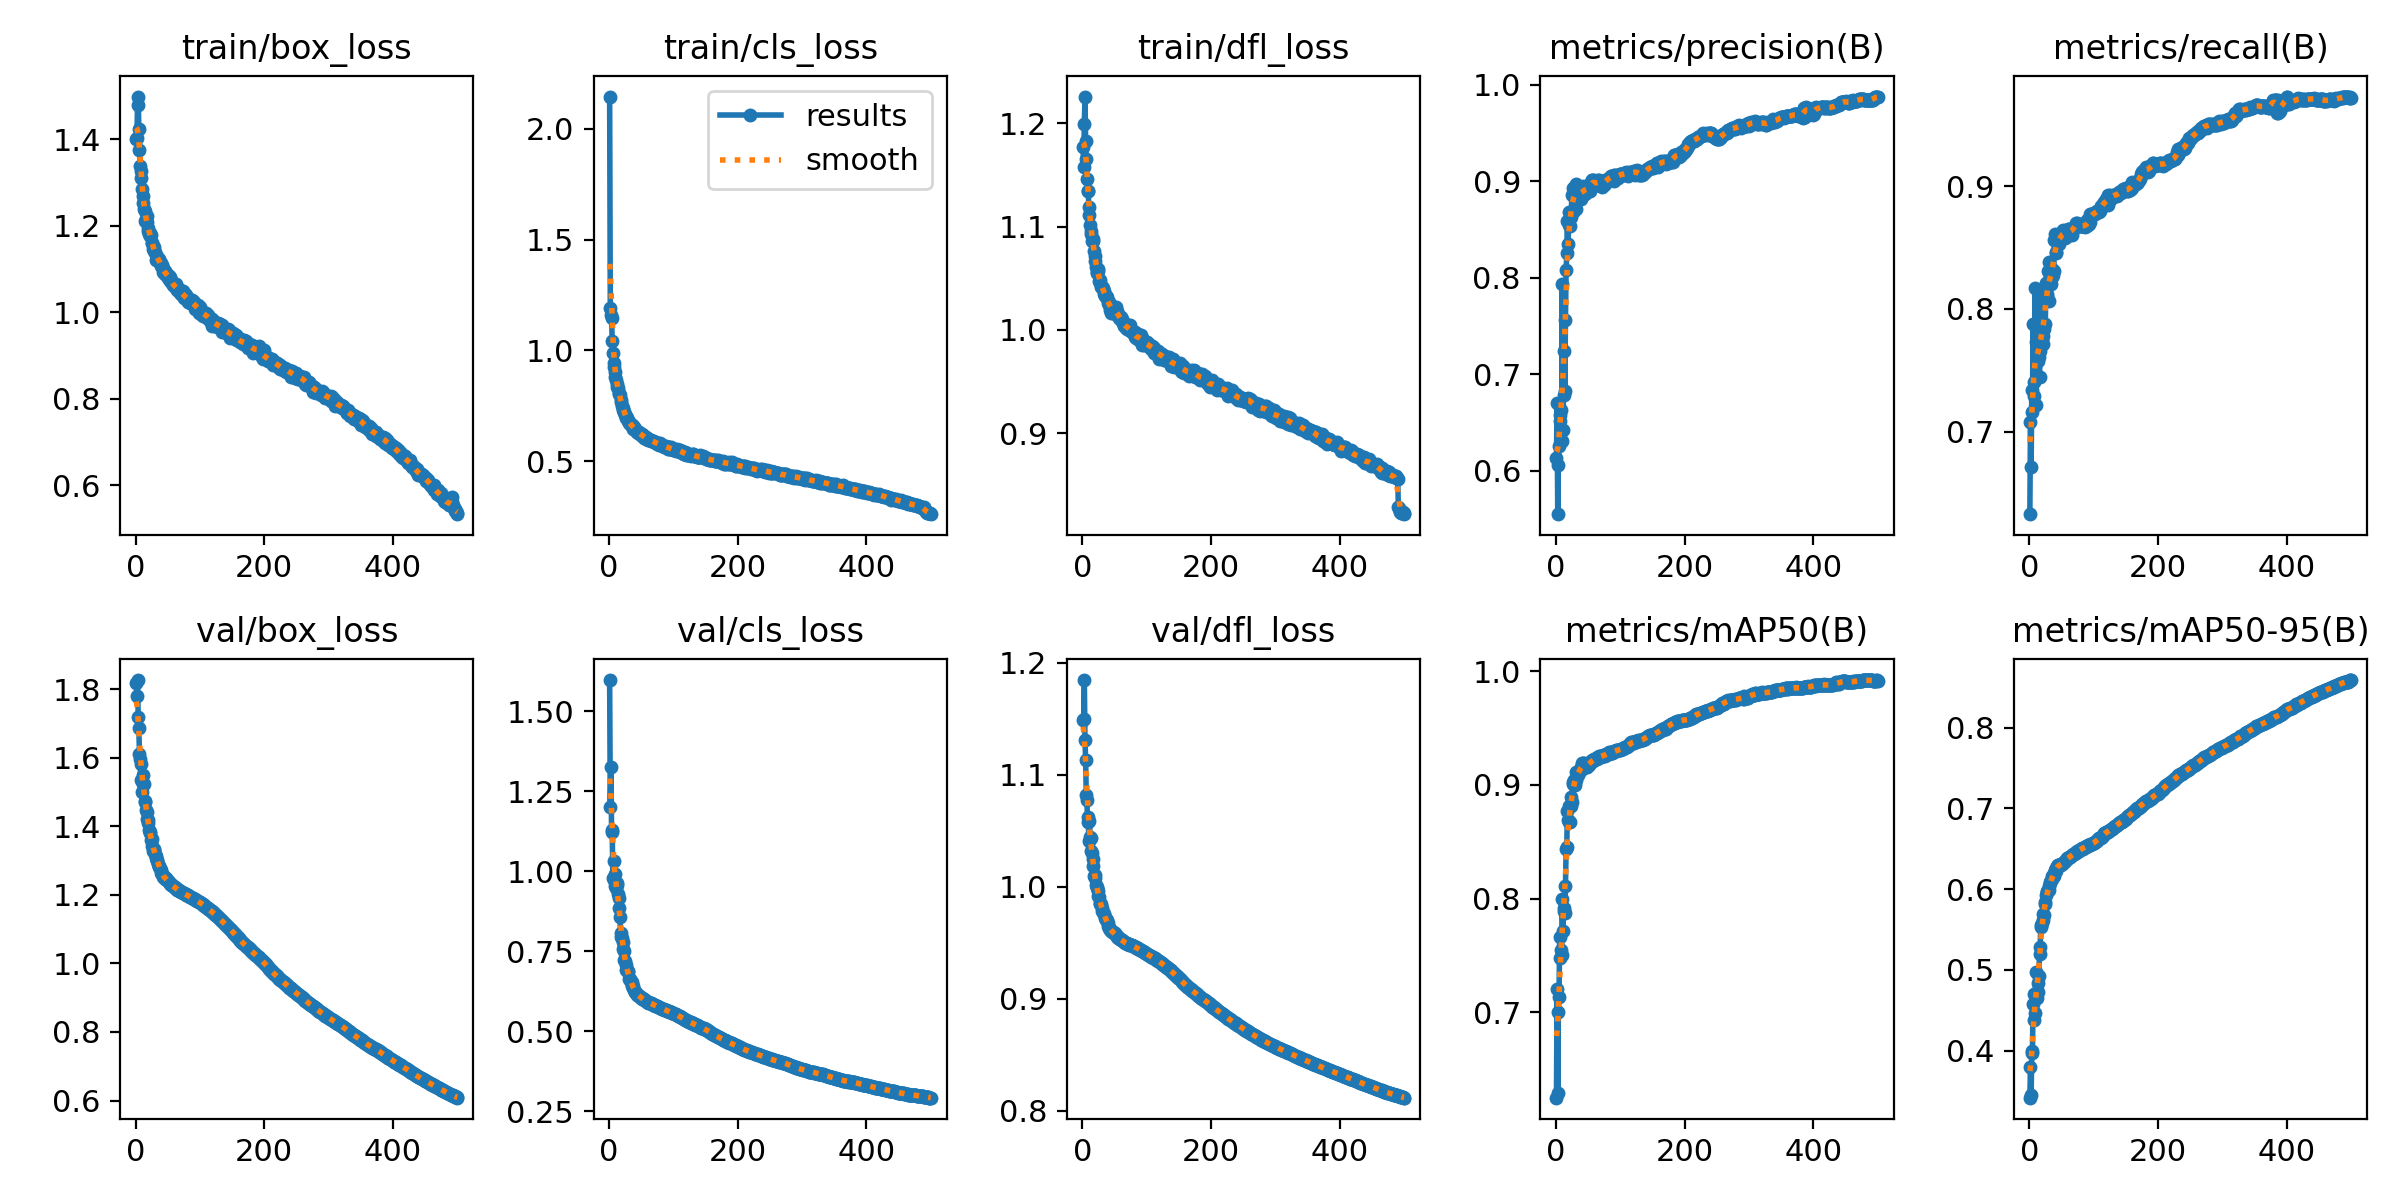 train/box_loss
1.4
1.2
1.0
0.8
0.6
0 200 400
train/cls_loss
results
smooth
2.0
1.5
1.0
0.5
0 200 400
train/dfl_loss
1.2
1.1
1.0
0.9
0 200 400
metrics/precision(B)
1.0
0.9
0.8
0.7
0.6
0 200 400
metrics/recall(B)
0.9
0.8
0.7
0 200 400
val/box_loss
1.8
1.6
1.4
1.2
1.0
0.8
0.6
0 200 400
val/cls_loss
1.50
1.25
1.00
0.75
0.50
0.25
0 200 400
val/dfl_loss
1.2
1.1
1.0
0.9
0.8
0 200 400
metrics/mAP50(B)
1.0
0.9
0.8
0.7
0 200 400
metrics/mAP50-95(B)
0.8
0.7
0.6
0.5
0.4
0 200 400